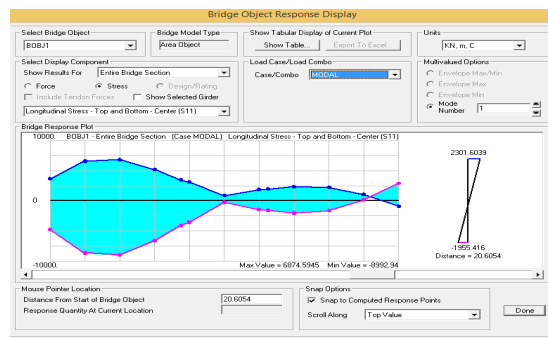 Bridge Object Response Display
Select Bridge Object
BOBJ1
Bridge Model Type
Area Object
Show Tabular Display of Current Plot
Show Table...
Export To Excel...
Units
KN, m, C
Select Display Component
Show Results For
Entire Bridge Section
Force
Stress
Design/Rating
Include Tendon Forces
Show Selected Girder
Longitudinal Stress - Top and Bottom - Center (S11)
Load Case/Load Combo
Case/Combo
MODAL
Multivalued Options
Envelope Max/Min
Envelope Max
Envelope Min
Mode Number
1
Bridge Response Plot
10000.
BOBJ1 - Entire Bridge Section (Case MODAL) Longitudinal Stress - Top and Bottom - Center (S11)
0
-10000.
Max Value = 6874.5945 Min Value = -8992.94
2301.6039
-1955.416
Distance = 20.6054
Mouse Pointer Location
Distance From Start of Bridge Object
20.6054
Response Quantity At Current Location
Snap Options
Snap to Computed Response Points
Scroll Along
Top Value
Done